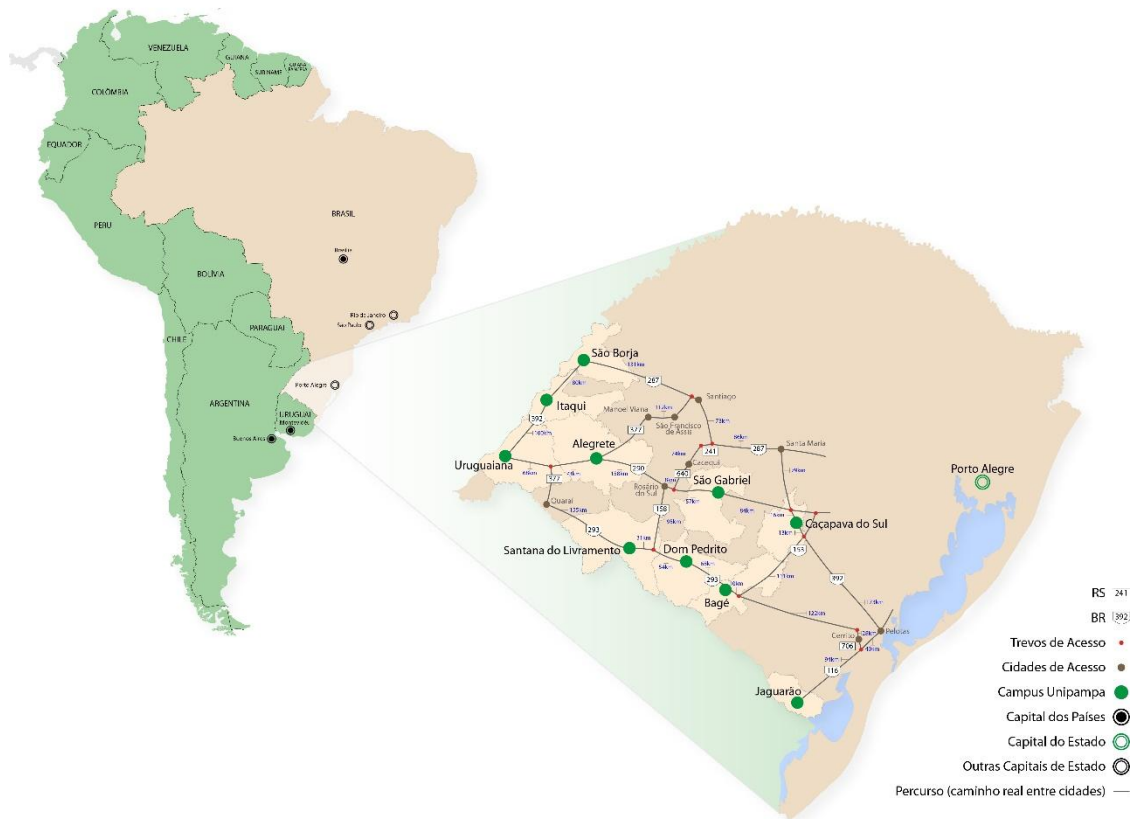 VENEZUELA
GUIANA
SURINAME
COLÔMBIA
EQUADOR
PERU
BRASIL
Brasília
BOLÍVIA
Rio de Janeiro
São Paulo
PARAGUAI
CHILE
Porto Alegre
ARGENTINA
URUGUAI
Montevidéu
Buenos Aires
São Borja
80km
287
Santiago
Itaqui
Manoel Viana
São Francisco
de Assis
392
377
73km
Alegrete
241
287
Santa Maria
Uruguaiana
290
640
Cacequi
São Gabriel
Porto Alegre
377
Rosário
do Sul
57km
Quaraí
158
Caçapava do Sul
293
Santana do Livramento
Dom Pedrito
153
293
Bagé
392
122km
Cerrito
Pelotas
706
116
Jaguarão
RS 241
BR 392
Trevos de Acesso
Cidades de Acesso
Campus Unipampa
Capital dos Países
Capital do Estado
Outras Capitais de Estado
Percurso (caminho real entre cidades)